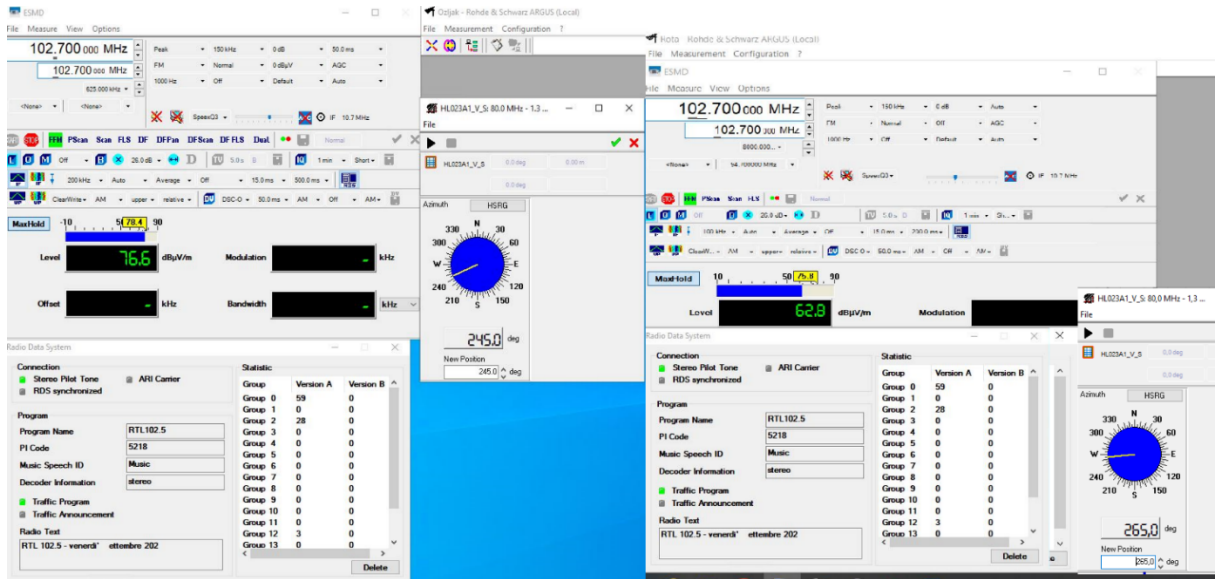 ESMD
File Measure View Options
102.700 000 MHz
102.700 000 MHz
625.000 kHz
<None> <None>
Peak 150 kHz 0 dB 50.0 ms
FM Normal 0 dBµV AGC
1000 Hz Off Default Auto
SpeexQ3 IF 10.7 MHz
STOP FFM PScan Scan FLS DF DFPan DFScan DF FLS Dual Normal
Off 26.0 dB D 5.0 s 1 min Short
200 kHz Auto Average Off 15.0 ms 500.0 ms
ClearWrite AM upper relative DSC-O 50.0 ms AM Off AM
MaxHold -10 50 78.4 90
Level 76.6 dBµV/m Modulation - kHz
Offset - kHz Bandwidth - kHz
Radio Data System
Connection
Stereo Pilot Tone ARI Carrier
RDS synchronized
Program
Program Name RTL102.5
PI Code 5218
Music Speech ID Music
Decoder Information stereo
Traffic Program
Traffic Announcement
Radio Text
RTL 102.5 - venerdi' ettembre 202
Statistic
Group Version A Version B
Group 0 59 0
Group 1 0 0
Group 2 28 0
Group 3 0 0
Group 4 0 0
Group 5 0 0
Group 6 0 0
Group 7 0 0
Group 8 0 0
Group 9 0 0
Group 10 0 0
Group 11 0 0
Group 12 3 0
Group 13 0 0
Delete
Ozljak - Rohde & Schwarz ARGUS (Local)
File Measurement Configuration ?
HL023A1_V_S: 80.0 MHz - 1.3 ...
File
HL023A1_V_S 0.0 deg 0.00 m
0.0 deg
Azimuth HSRG
N 30 60 120 150 S 210 240 300 330
245.0 deg
New Position
245.0 deg
Rota - Rohde & Schwarz ARGUS (Local)
File Measurement Configuration ?
ESMD
File Measure View Options
102.700 000 MHz
102.700 000 MHz
Peak 150 kHz 0 dB Auto
FM Normal Off AGC
1000 Hz Off Default Auto
<None>
SpeexQ3 IF 10.7 MHz
STOP FFM PScan Scan FLS Normal
Off 26.0 dB D 5.0 s 1 min
100 kHz Auto Average Off 15.0 ms 200.0 ms
AM upper relative DSC-O 50.0 ms AM Off AM
MaxHold 10 50 75.8 90
Level 62.8 dBµV/m Modulation
Radio Data System
Connection
Stereo Pilot Tone ARI Carrier
RDS synchronized
Program
Program Name RTL102.5
PI Code 5218
Music Speech ID Music
Decoder Information stereo
Traffic Program
Traffic Announcement
Radio Text
RTL 102.5 - venerdi' ettembre 202
Statistic
Group Version A Version B
Group 0 59 0
Group 1 0 0
Group 2 28 0
Group 3 0 0
Group 4 0 0
Group 5 0 0
Group 6 0 0
Group 7 0 0
Group 8 0 0
Group 9 0 0
Group 10 0 0
Group 11 0 0
Group 12 3 0
Group 13 0 0
Delete
HL023A1_V_S: 80,0 MHz - 1,3 ...
File
HL023A1_V_S 0,0 deg
0,0 deg
Azimuth HSRG
N 30 60 E 120 150 S 210 240 W 300 330
265,0 deg
New Position
265,0 deg